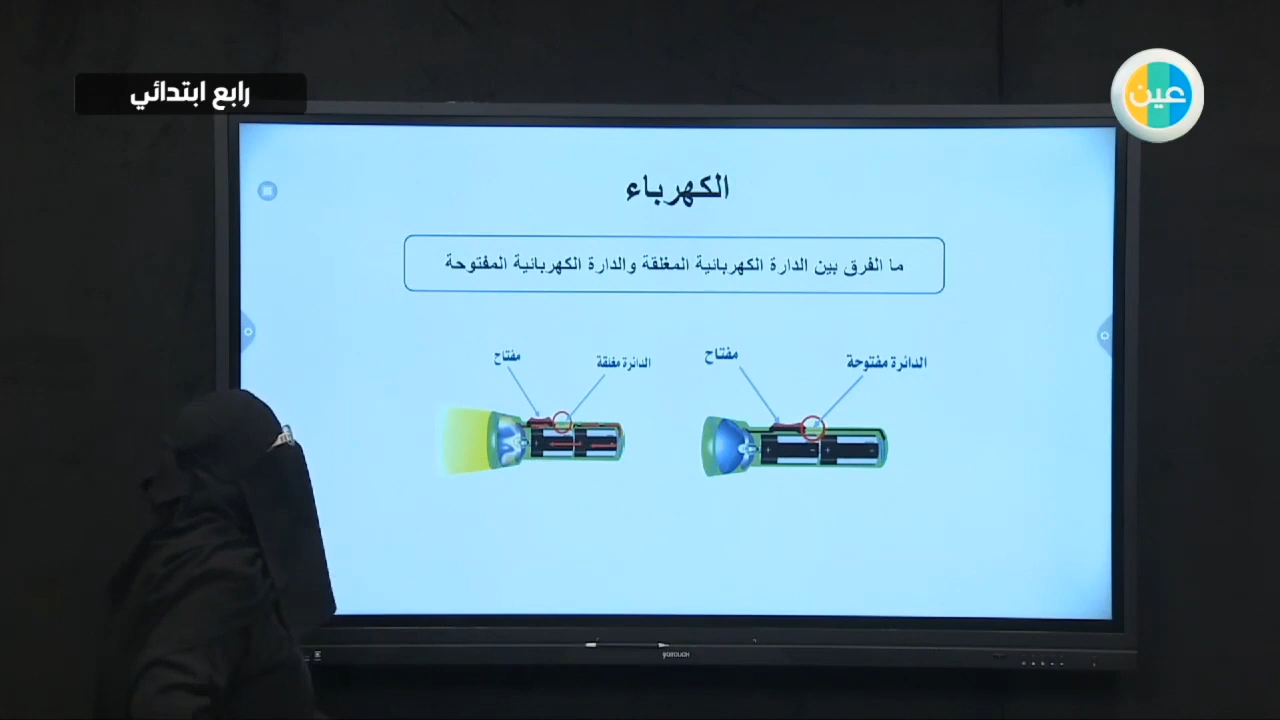 رابع ابتدائي
عين
الكهرباء
ما الفرق بين الدارة الكهربائية المغلقة والدارة الكهربائية المفتوحة
الدائرة مفتوحة
مفتاح
الدائرة مغلقة
مفتاح